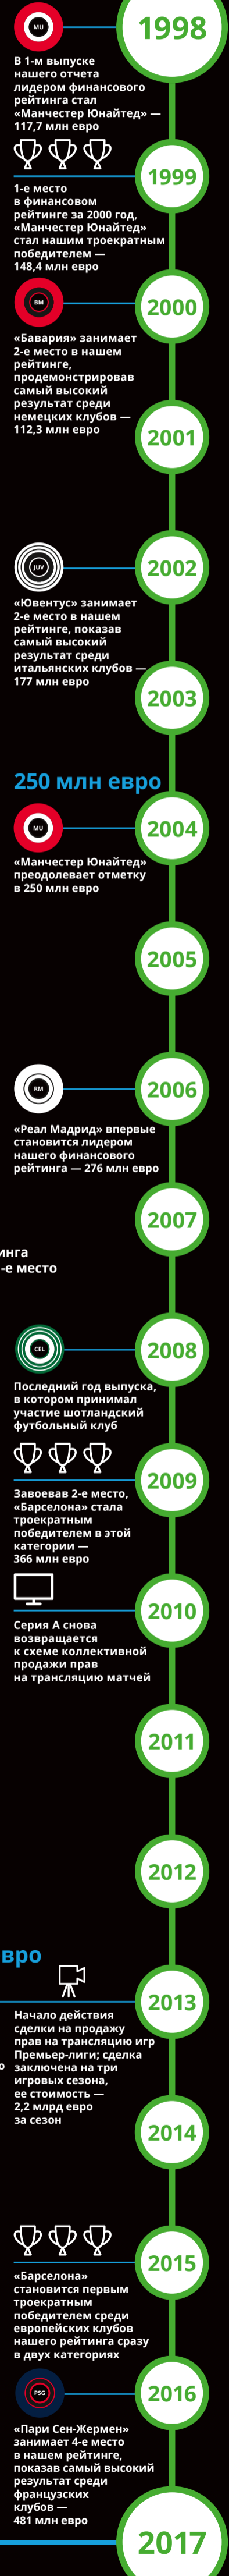 MU
1998
В 1-м выпуске
нашего отчета
лидером финансового
рейтинга стал
«Манчестер Юнайтед» —
117,7 млн евро
1999
1-е место
в финансовом
рейтинге за 2000 год,
«Манчестер Юнайтед»
стал нашим троекратным
победителем —
148,4 млн евро
BM
2000
«Бавария» занимает
2-е место в нашем
рейтинге,
продемонстрировав
самый высокий
результат среди
немецких клубов —
112,3 млн евро
2001
JUV
2002
«Ювентус» занимает
2-е место в нашем
рейтинге, показав
самый высокий
результат среди
итальянских клубов —
177 млн евро
2003
250 млн евро
MU
2004
«Манчестер Юнайтед»
преодолевает отметку
в 250 млн евро
2005
RM
2006
«Реал Мадрид» впервые
становится лидером
нашего финансового
рейтинга — 276 млн евро
2007
инга
-е место
CEL
2008
Последний год выпуска,
в котором принимал
участие шотландский
футбольный клуб
2009
Завоевав 2-е место,
«Барселона» стала
троекратным
победителем в этой
категории —
366 млн евро
2010
Серия А снова
возвращается
к схеме коллективной
продажи прав
на трансляцию матчей
2011
2012
вро
2013
Начало действия
сделки на продажу
прав на трансляцию игр
Премьер-лиги; сделка
о заключена на три
игровых сезона,
ее стоимость —
2,2 млрд евро
за сезон
2014
2015
«Барселона»
становится первым
троекратным
победителем среди
европейских клубов
нашего рейтинга сразу
в двух категориях
PSG
2016
«Пари Сен-Жермен»
занимает 4-е место
в нашем рейтинге,
показав самый высокий
результат среди
французских
клубов —
481 млн евро
2017